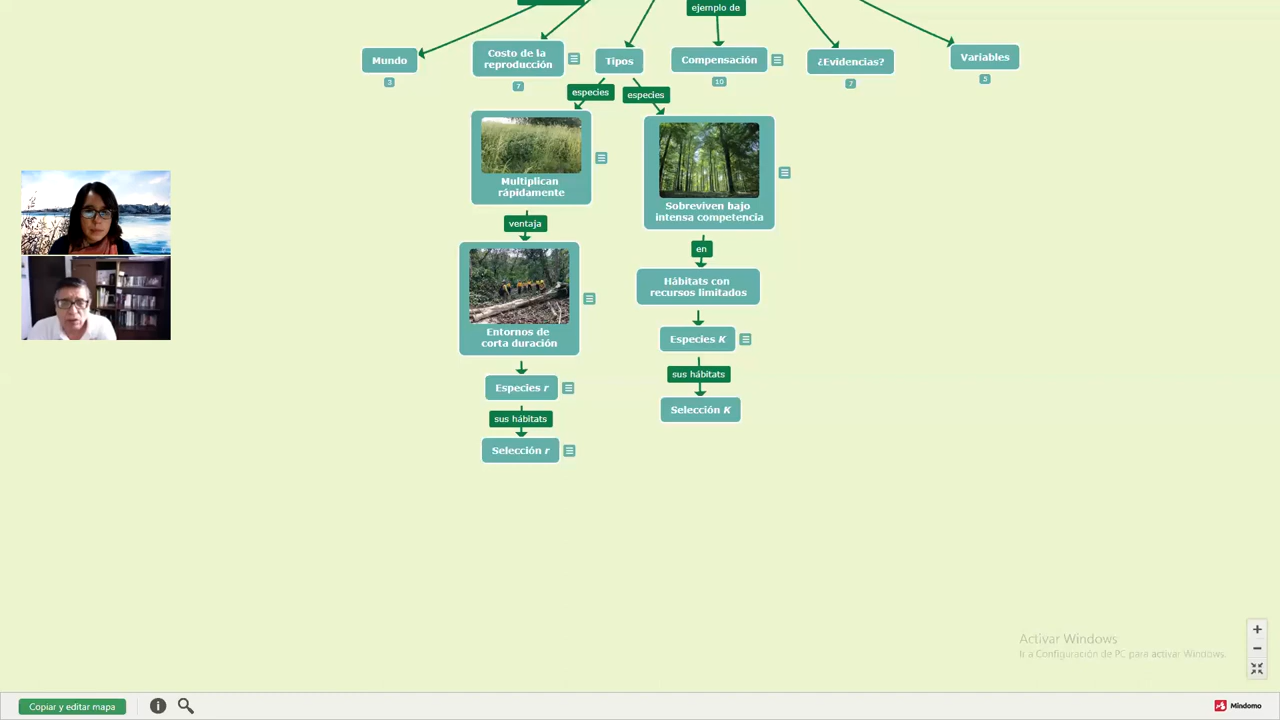 ejemplo de
Mundo
3
Costo de la
reproducción
7
Tipos
Compensación
10
¿Evidencias?
7
Variables
5
especies
especies
Multiplican
rápidamente
Sobreviven bajo
intensa competencia
ventaja
en
Entornos de
corta duración
Hábitats con
recursos limitados
Especies K
Especies r
sus hábitats
sus hábitats
Selección K
Selección r
Activar Windows
Ir a Configuración de PC para activar Windows.
Copiar y editar mapa
Mindomo